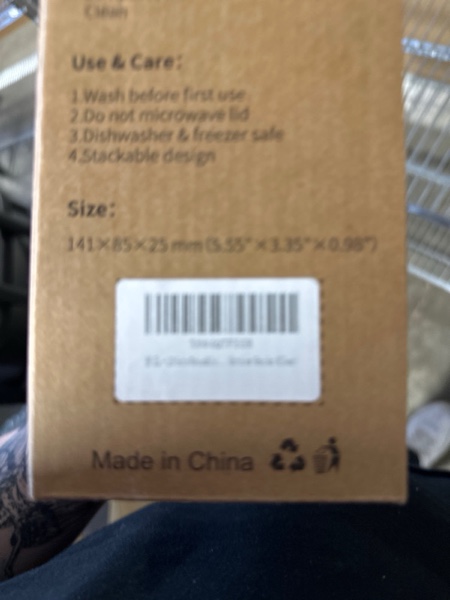 Clean
Use & Care:
1.Wash before first use
2.Do not microwave lid
3.Dishwasher & freezer safe
4.Stackable design
Size:
141×85×25 mm(5.55"×3.35"×0.98")
Made in China